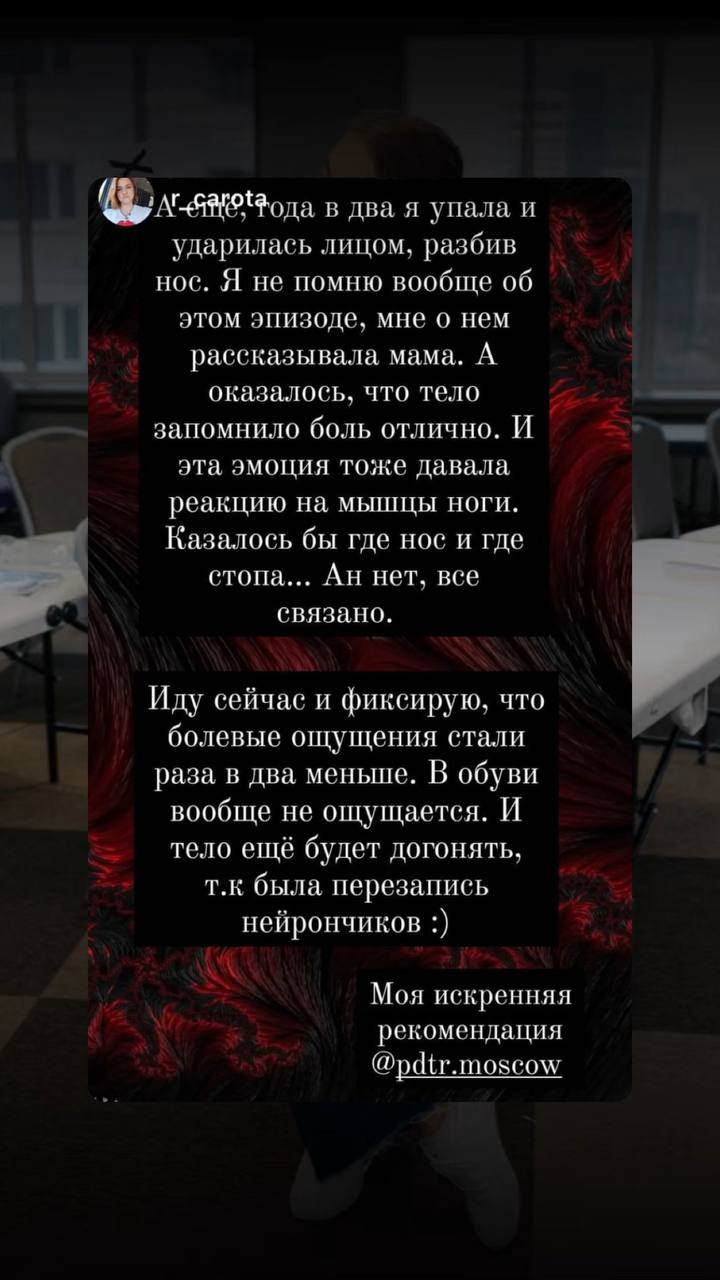 r_carota
А еще, года в два я упала и
ударилась лицом, разбив
нос. Я не помню вообще об
этом эпизоде, мне о нем
рассказывала мама. А
оказалось, что тело
запомнило боль отлично. И
эта эмоция тоже давала
реакцию на мышцы ноги.
Казалось бы где нос и где
стопа... Ан нет, все
связано.
Иду сейчас и фиксирую, что
болевые ощущения стали
раза в два меньше. В обуви
вообще не ощущается. И
тело ещё будет догонять,
т.к была перезапись
нейрончиков :)
Моя искренняя
рекомендация
@pdtr.moscow